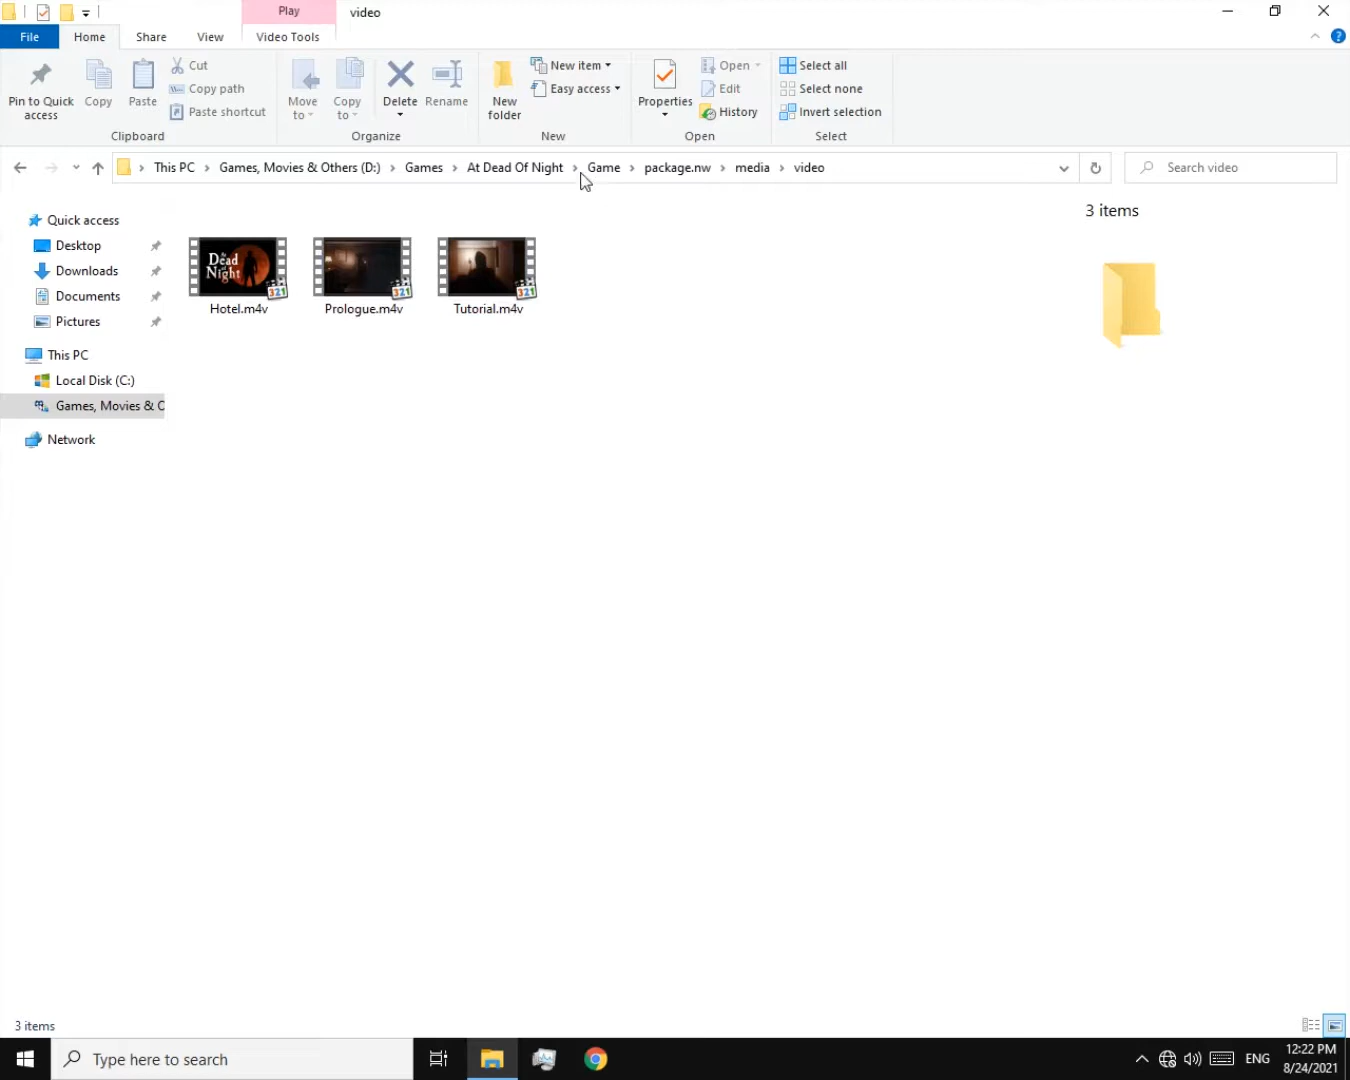 Play
video
File
Home
Share
View
Video Tools
Pin to Quick access
Copy
Paste
Cut
Copy path
Paste shortcut
Clipboard
Move to
Copy to
Delete
Rename
Organize
New folder
New item
Easy access
New
Properties
Open
Edit
History
Open
Select all
Select none
Invert selection
Select
This PC > Games, Movies & Others (D:) > Games > At Dead Of Night > Game > package.nw > media > video
Search video
Quick access
Desktop
Downloads
Documents
Pictures
This PC
Local Disk (C:)
Games, Movies & O
Network
Dead
Night
321
Hotel.m4v
321
Prologue.m4v
321
Tutorial.m4v
3 items
3 items
Type here to search
ENG
12:22 PM
8/24/2021